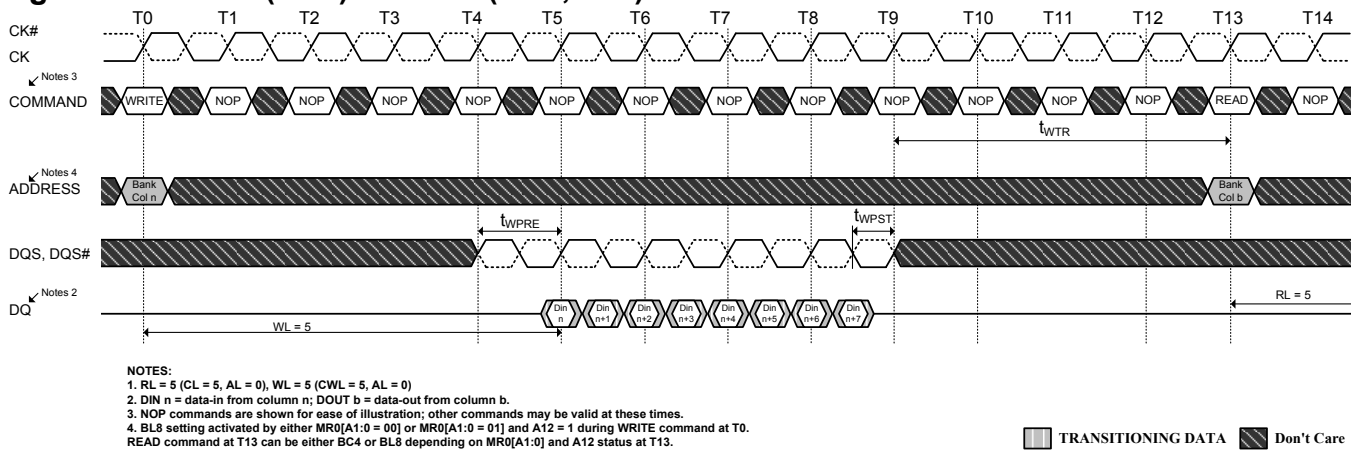 T0 T1 T2 T3 T4 T5 T6 T7 T8 T9 T10 T11 T12 T13 T14
CK#
CK
Notes 3
COMMAND WRITE NOP NOP NOP NOP NOP NOP NOP NOP NOP NOP NOP NOP READ NOP
tWTR
Notes 4
ADDRESS
Bank
Col n
Bank
Col b
tWPRE
tWPST
DQS, DQS#
Notes 2
DQ
Din
n
Din
n+1
Din
n+2
Din
n+3
Din
n+4
Din
n+5
Din
n+6
Din
n+7
RL = 5
WL = 5
NOTES:
1. RL = 5 (CL = 5, AL = 0), WL = 5 (CWL = 5, AL = 0)
2. DIN n = data-in from column n; DOUT b = data-out from column b.
3. NOP commands are shown for ease of illustration; other commands may be valid at these times.
4. BL8 setting activated by either MR0[A1:0 = 00] or MR0[A1:0 = 01] and A12 = 1 during WRITE command at T0.
READ command at T13 can be either BC4 or BL8 depending on MR0[A1:0] and A12 status at T13.
TRANSITIONING DATA Don't Care